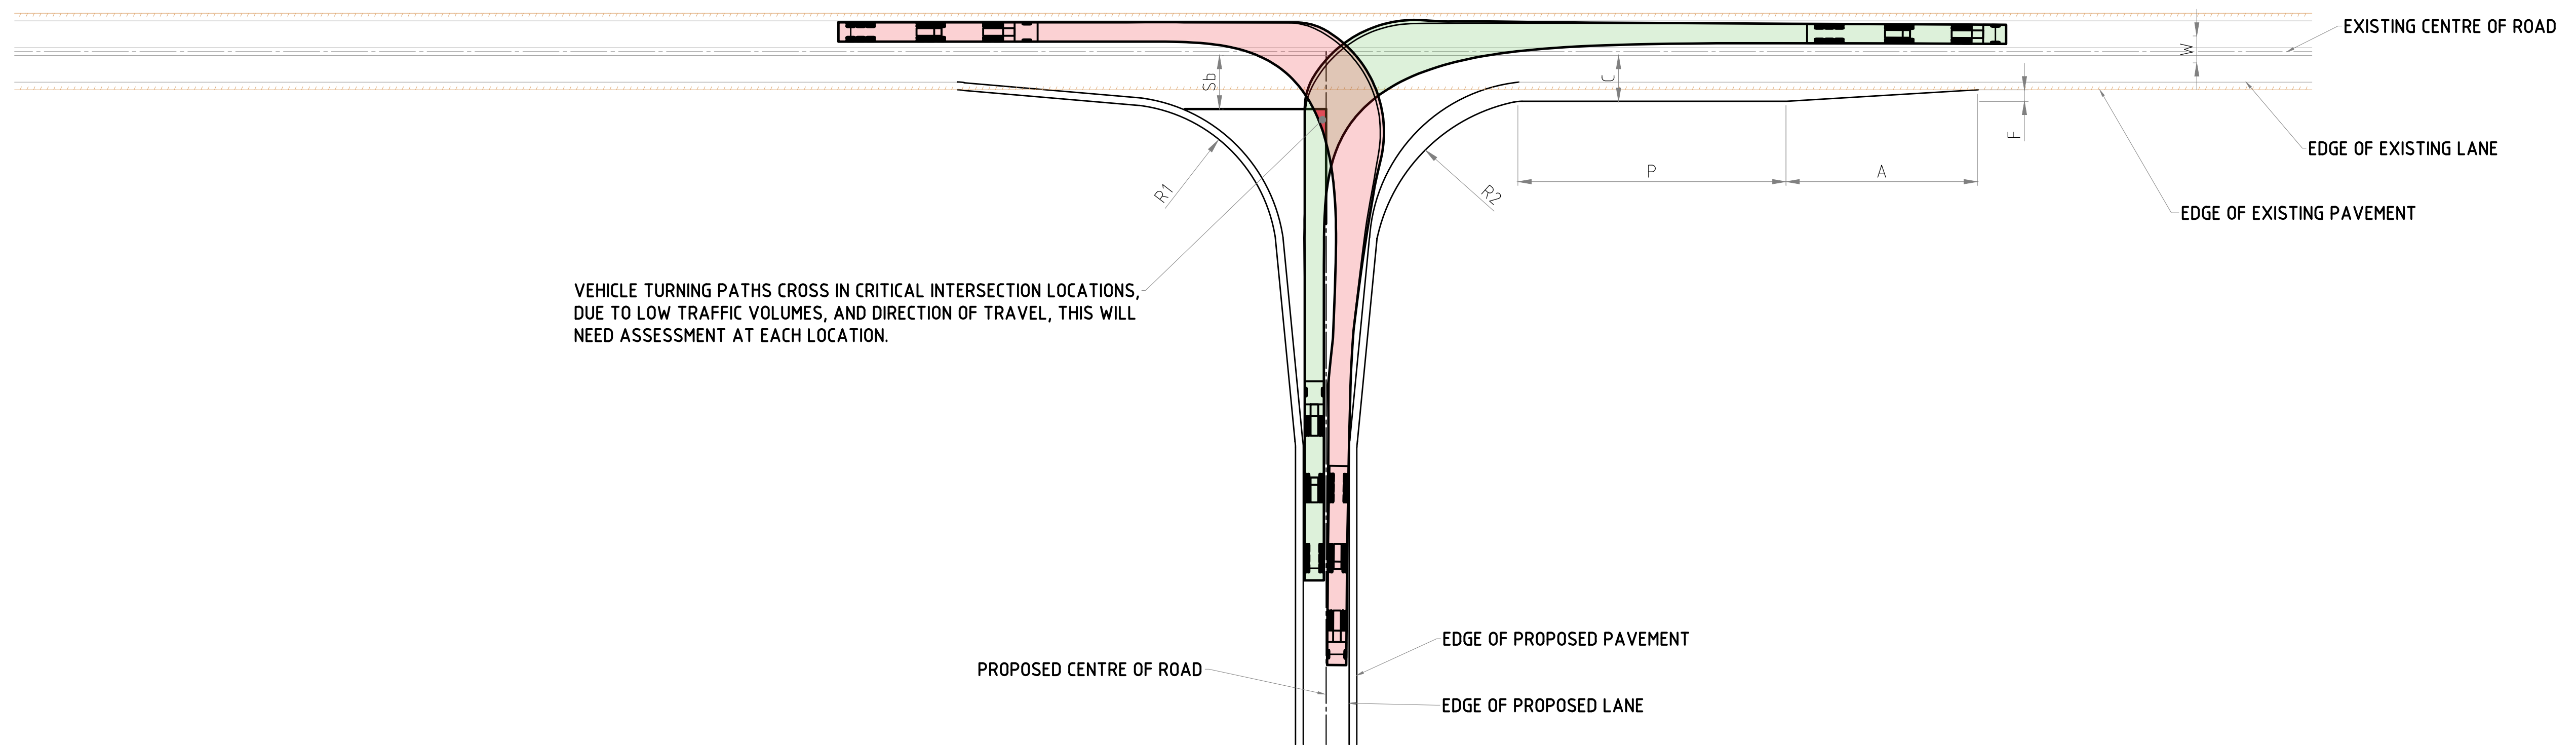 EXISTING CENTRE OF ROAD
W
Sb
C
F
EDGE OF EXISTING LANE
P
A
R1
R2
EDGE OF EXISTING PAVEMENT
VEHICLE TURNING PATHS CROSS IN CRITICAL INTERSECTION LOCATIONS,
DUE TO LOW TRAFFIC VOLUMES, AND DIRECTION OF TRAVEL, THIS WILL
NEED ASSESSMENT AT EACH LOCATION.
EDGE OF PROPOSED PAVEMENT
PROPOSED CENTRE OF ROAD
EDGE OF PROPOSED LANE